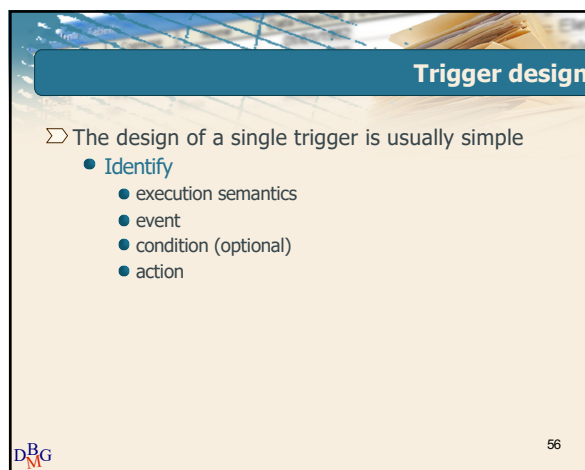 Trigger design
The design of a single trigger is usually simple
Identify
execution semantics
event
condition (optional)
action
DBMG
56